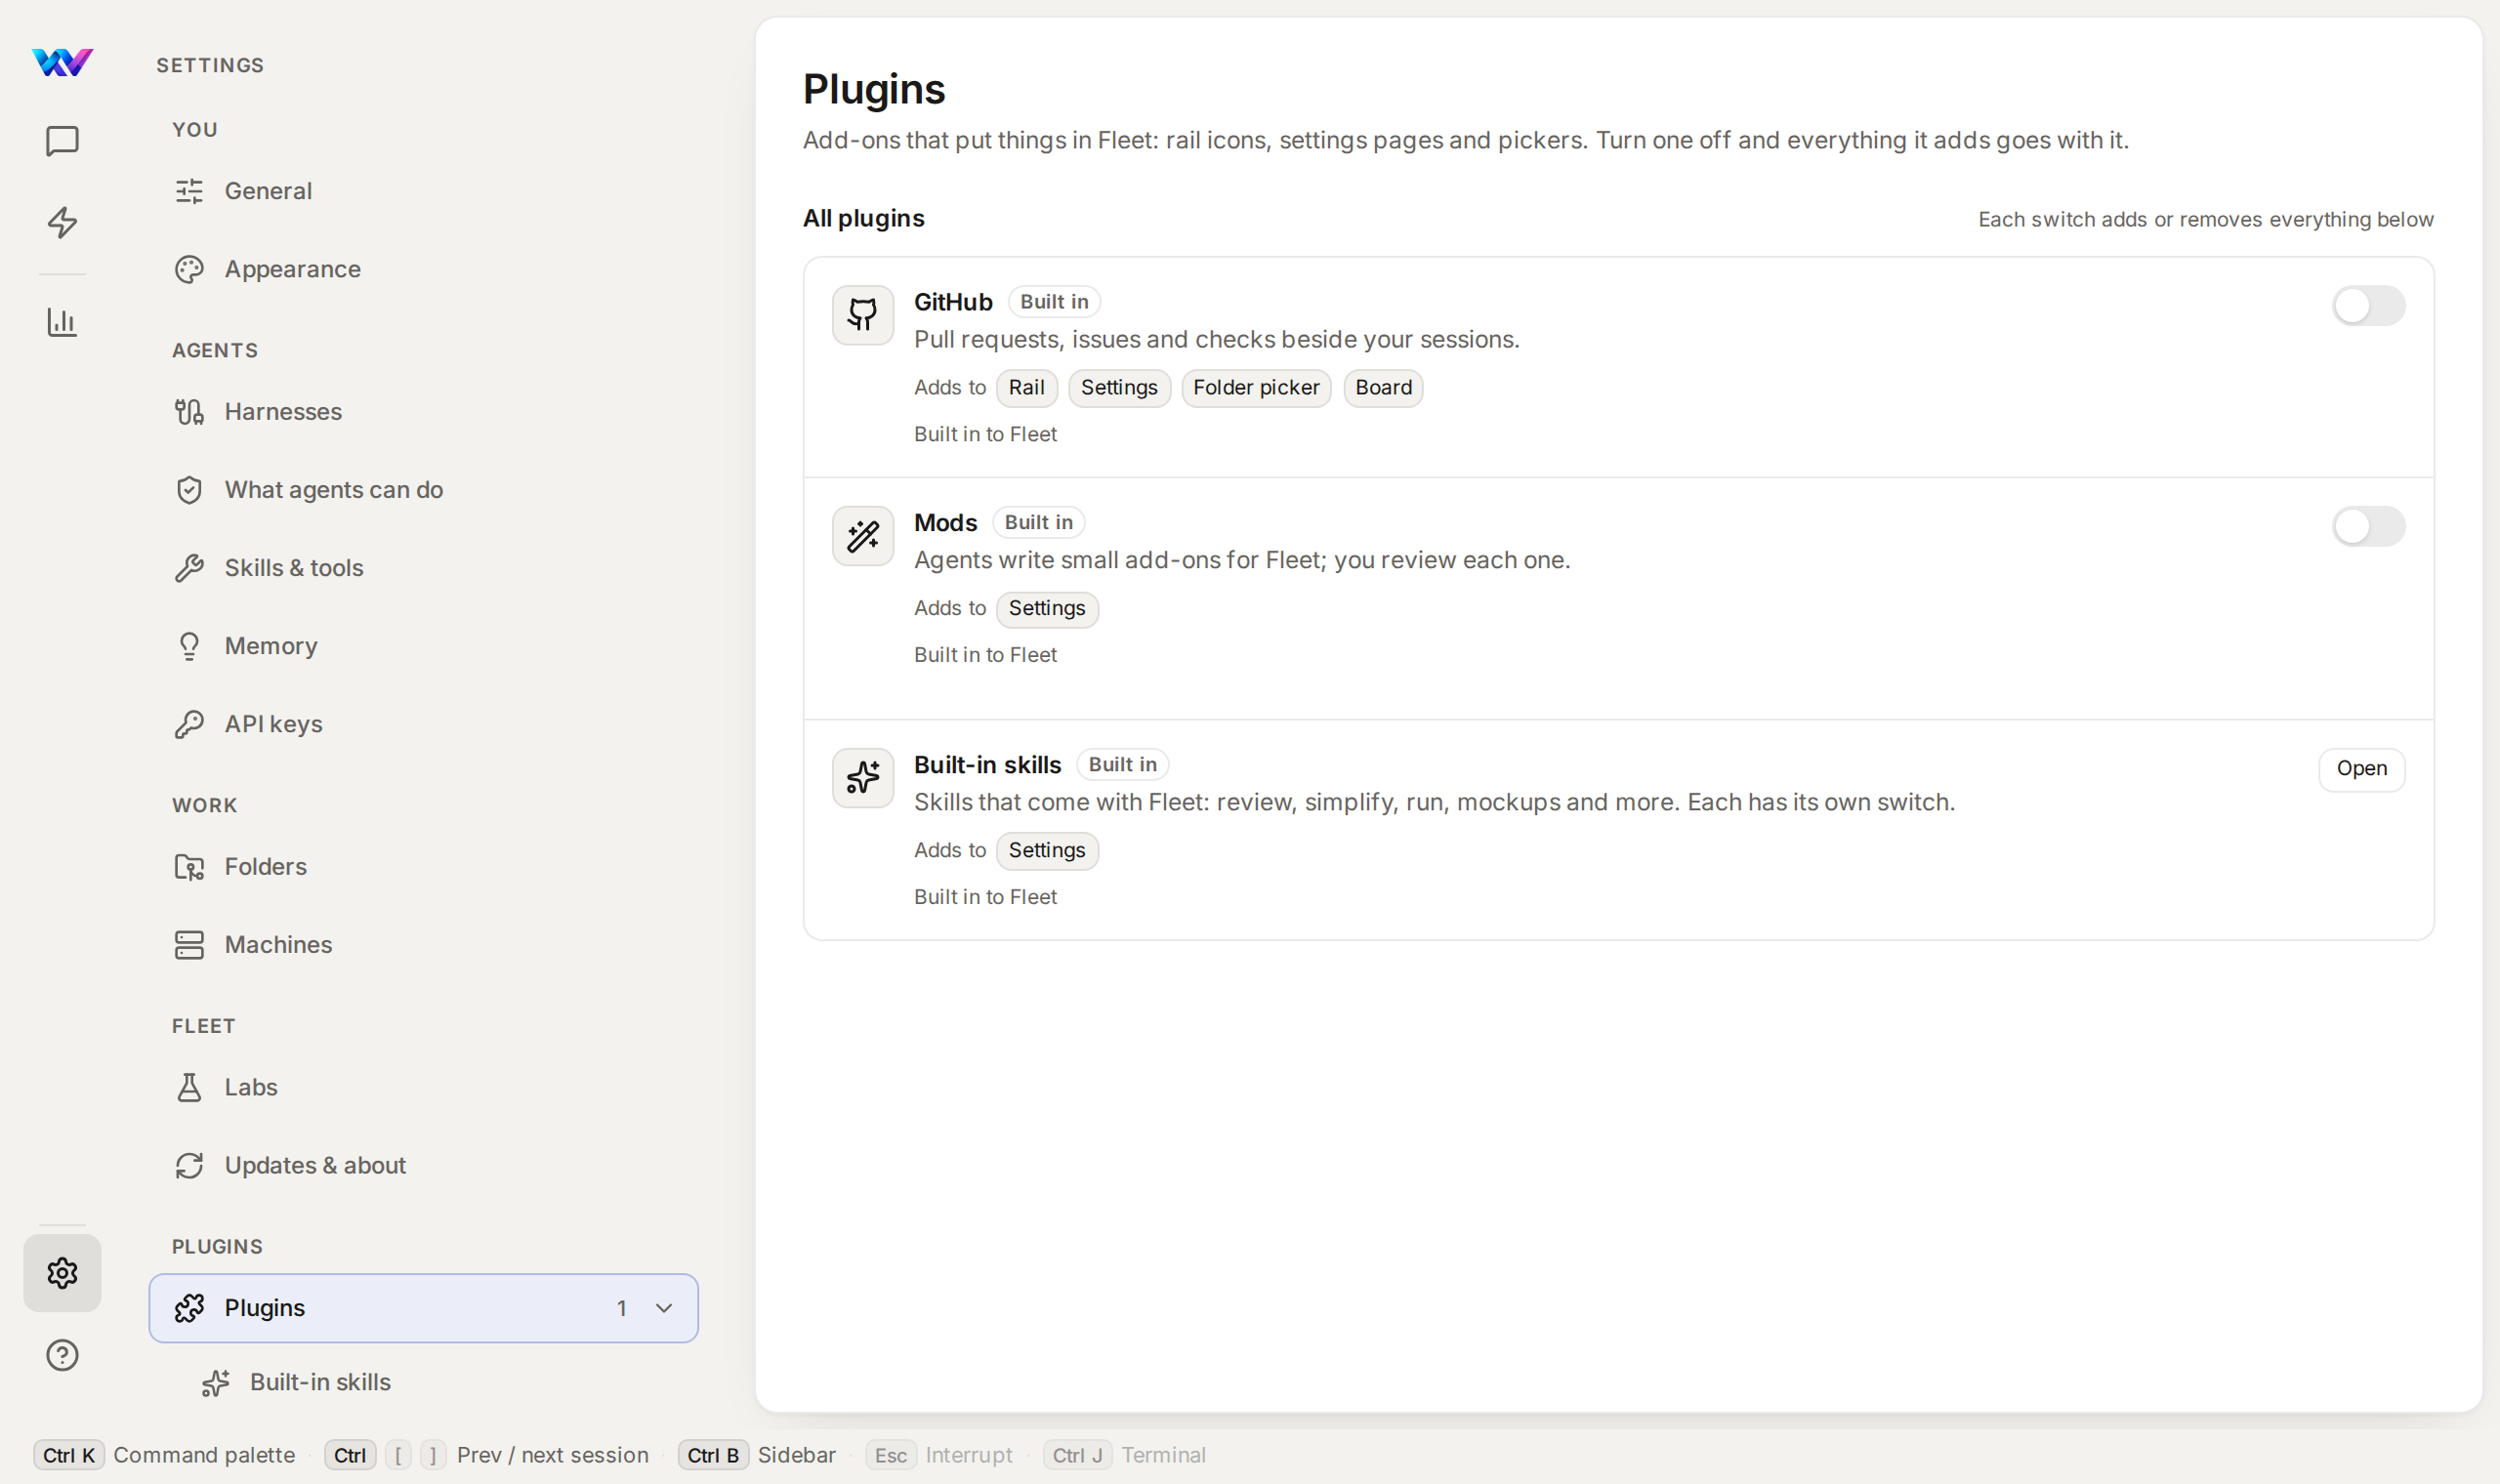 SETTINGS
YOU
General
Appearance
AGENTS
Harnesses
What agents can do
Skills & tools
Memory
API keys
WORK
Folders
Machines
FLEET
Labs
Updates & about
PLUGINS
Plugins 1
Built-in skills
Plugins
Add-ons that put things in Fleet: rail icons, settings pages and pickers. Turn one off and everything it adds goes with it.
All plugins
Each switch adds or removes everything below
GitHub Built in
Pull requests, issues and checks beside your sessions.
Adds to Rail Settings Folder picker Board
Built in to Fleet
Mods Built in
Agents write small add-ons for Fleet; you review each one.
Adds to Settings
Built in to Fleet
Built-in skills Built in
Open
Skills that come with Fleet: review, simplify, run, mockups and more. Each has its own switch.
Adds to Settings
Built in to Fleet
Ctrl K Command palette · Ctrl [ ] Prev / next session · Ctrl B Sidebar · Esc Interrupt · Ctrl J Terminal